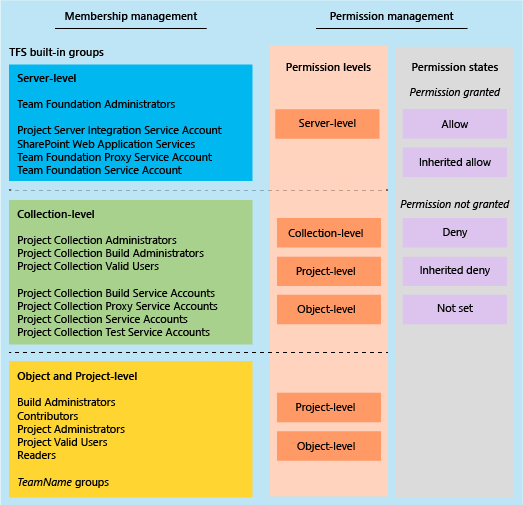 Membership management
Permission management
TFS built-in groups
Server-level
Team Foundation Administrators
Project Server Integration Service Account
SharePoint Web Application Services
Team Foundation Proxy Service Account
Team Foundation Service Account
Collection-level
Project Collection Administrators
Project Collection Build Administrators
Project Collection Valid Users
Project Collection Build Service Accounts
Project Collection Proxy Service Accounts
Project Collection Service Accounts
Project Collection Test Service Accounts
Object and Project-level
Build Administrators
Contributors
Project Administrators
Project Valid Users
Readers
TeamName groups
Permission levels
Server-level
Collection-level
Project-level
Object-level
Project-level
Object-level
Permission states
Permission granted
Allow
Inherited allow
Permission not granted
Deny
Inherited deny
Not set